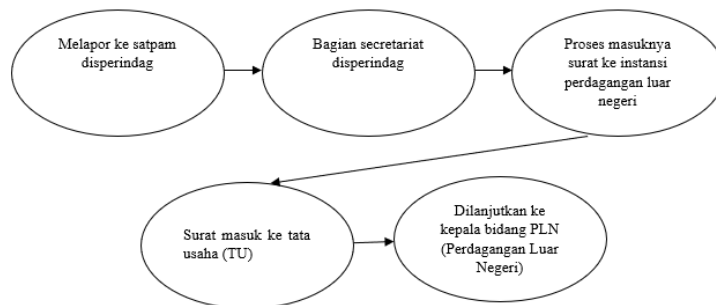 Melapor ke satpam
disperindag
Bagian secretariat
disperindag
Proses masuknya
surat ke instansi
perdagangan luar
negeri
Surat masuk ke tata
usaha (TU)
Dilanjutkan ke
kepala bidang PLN
(Perdagangan Luar
Negeri)